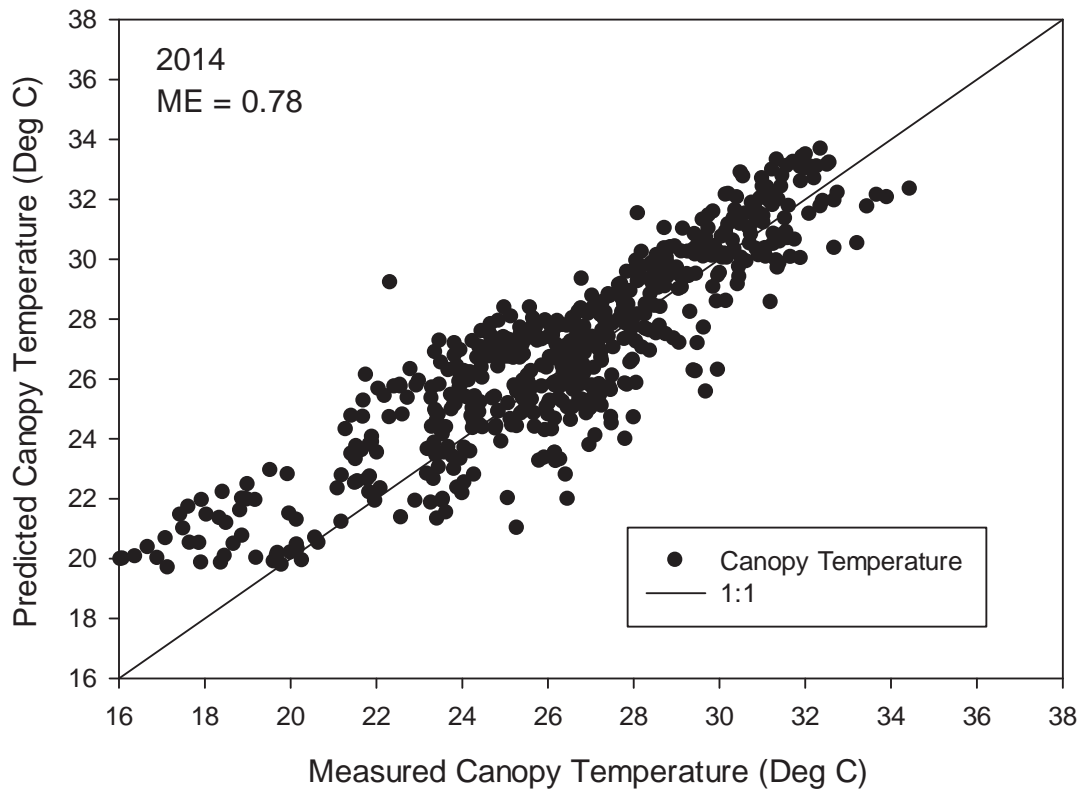 2014
ME = 0.78
Predicted Canopy Temperature (Deg C)
38
36
34
32
30
28
26
24
22
20
18
16
Canopy Temperature
1:1
16 18 20 22 24 26 28 30 32 34 36 38
Measured Canopy Temperature (Deg C)